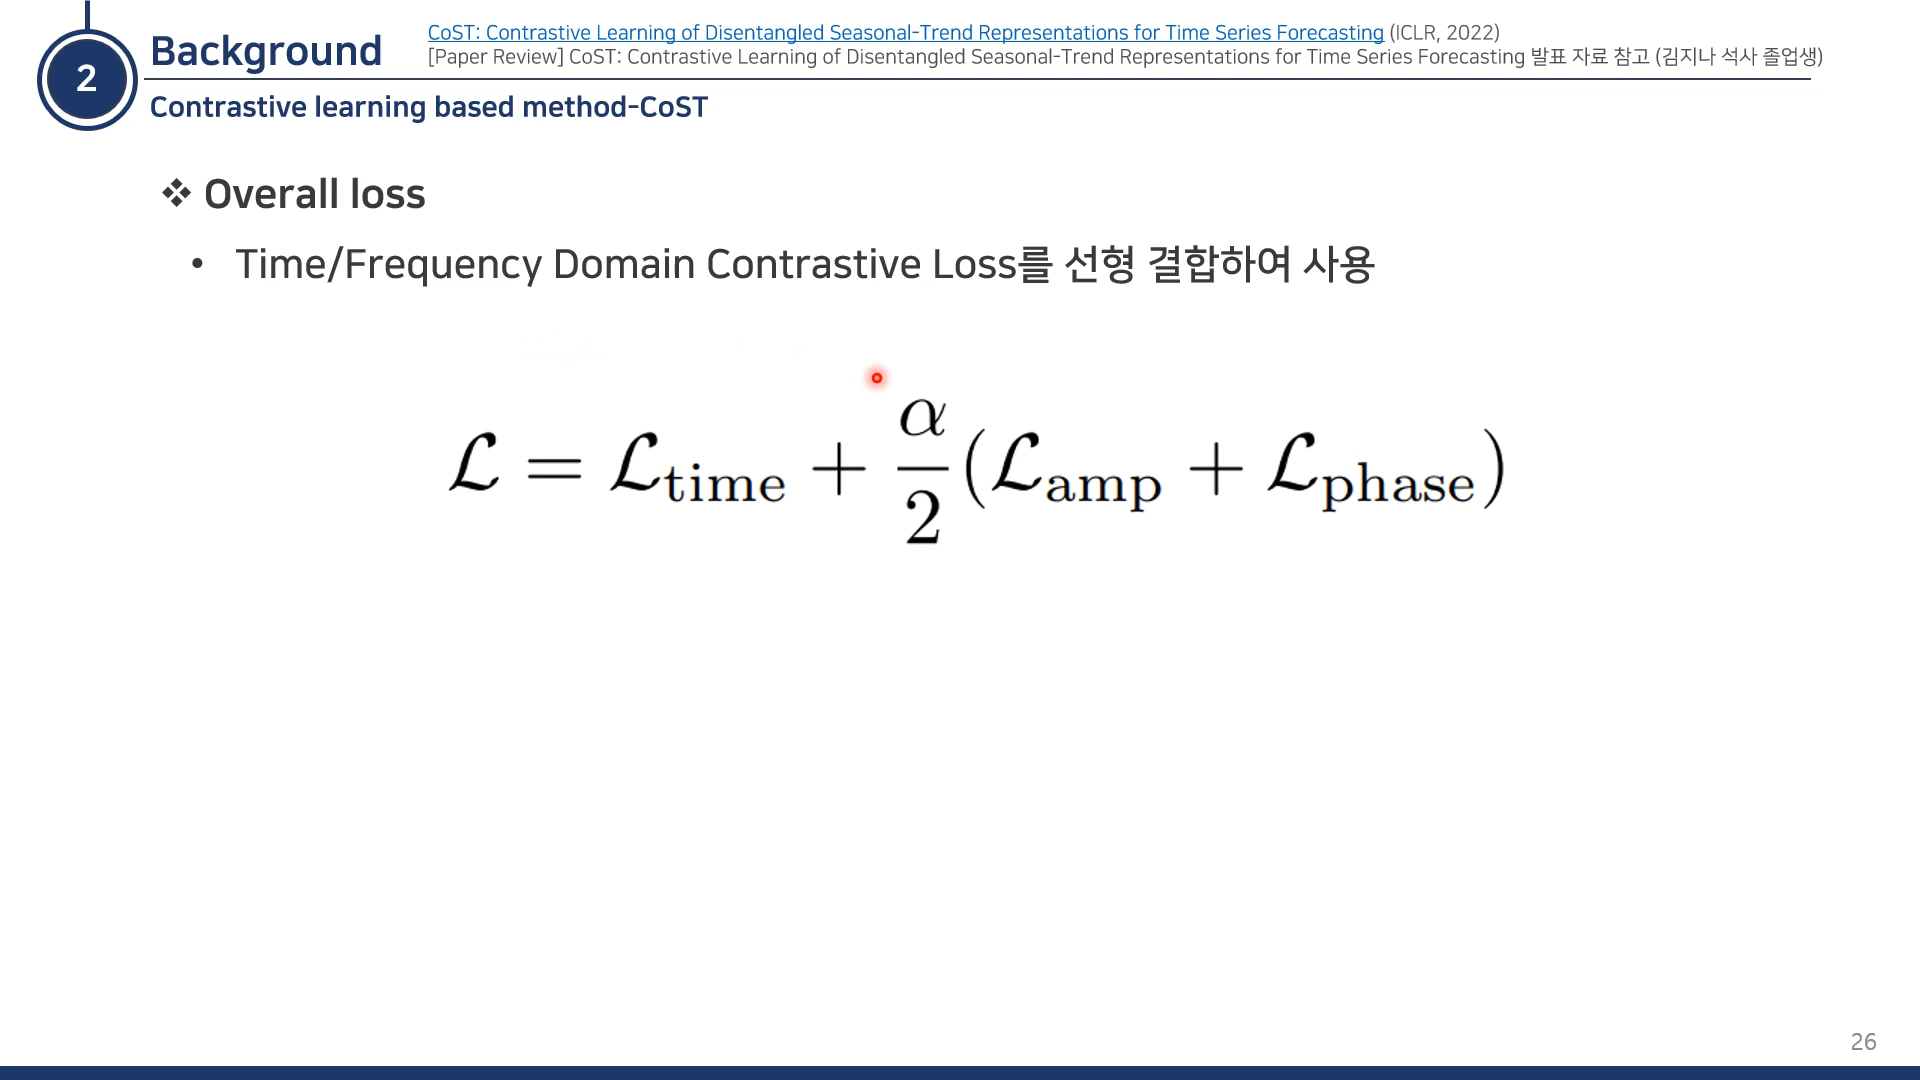 2
Background
CoST: Contrastive Learning of Disentangled Seasonal-Trend Representations for Time Series Forecasting (ICLR, 2022)
[Paper Review] CoST: Contrastive Learning of Disentangled Seasonal-Trend Representations for Time Series Forecasting 발표 자료 참고 (김지나 석사 졸업생)
Contrastive learning based method-CoST
❖ Overall loss
• Time/Frequency Domain Contrastive Loss를 선형 결합하여 사용
ℒ = ℒ_time + α/2 (ℒ_amp + ℒ_phase)
26